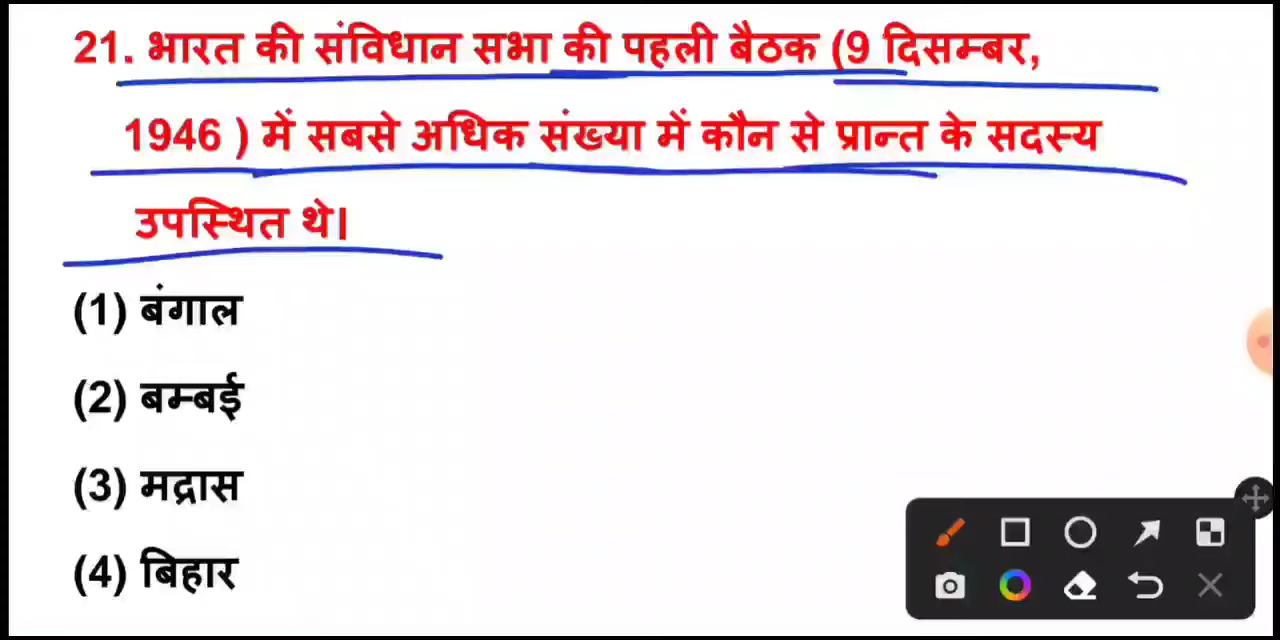 21. भारत की संविधान सभा की पहली बैठक (9 दिसम्बर,
1946 ) में सबसे अधिक संख्या में कौन से प्रान्त के सदस्य
उपस्थित थे।
(1) बंगाल
(2) बम्बई
(3) मद्रास
(4) बिहार